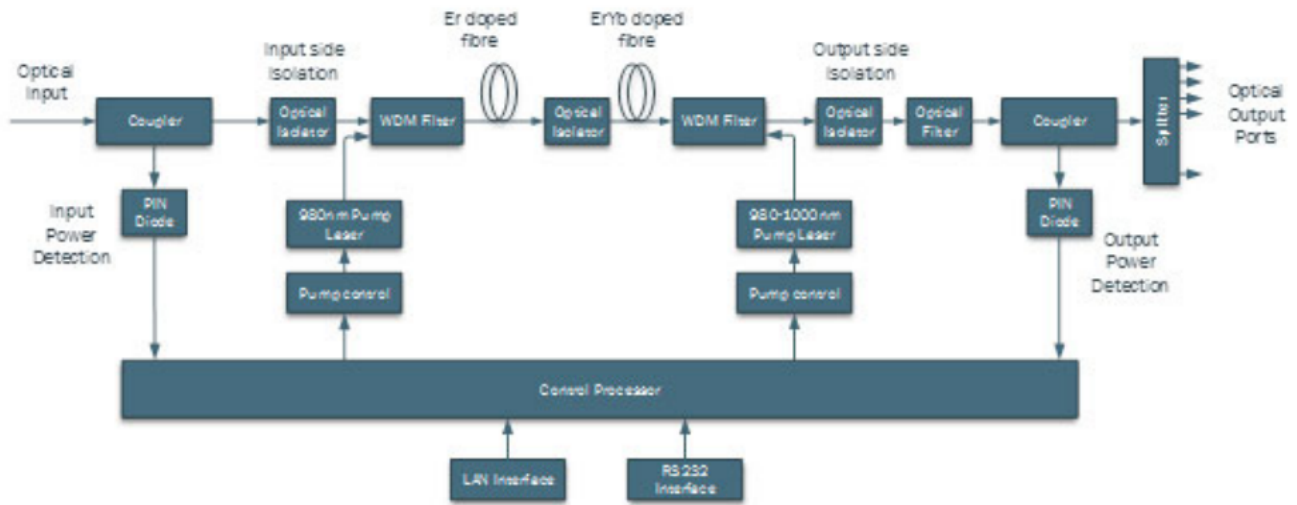 Er doped
fibre
ErYb doped
fibre
Input side
Isolation
Output side
Isolation
Optical
Input
Coupler
Optical
Isolator
WDM Filter
Optical
Isolator
WDM Filter
Optical
Isolator
Optical
Filter
Coupler
Splitter
Optical
Output
Ports
PIN
Diode
Input
Power
Detection
980nm Pump
Laser
980-1000nm
Pump Laser
PIN
Diode
Output
Power
Detection
Pump control
Pump control
Control Processor
LAN Interface
RS232
Interface